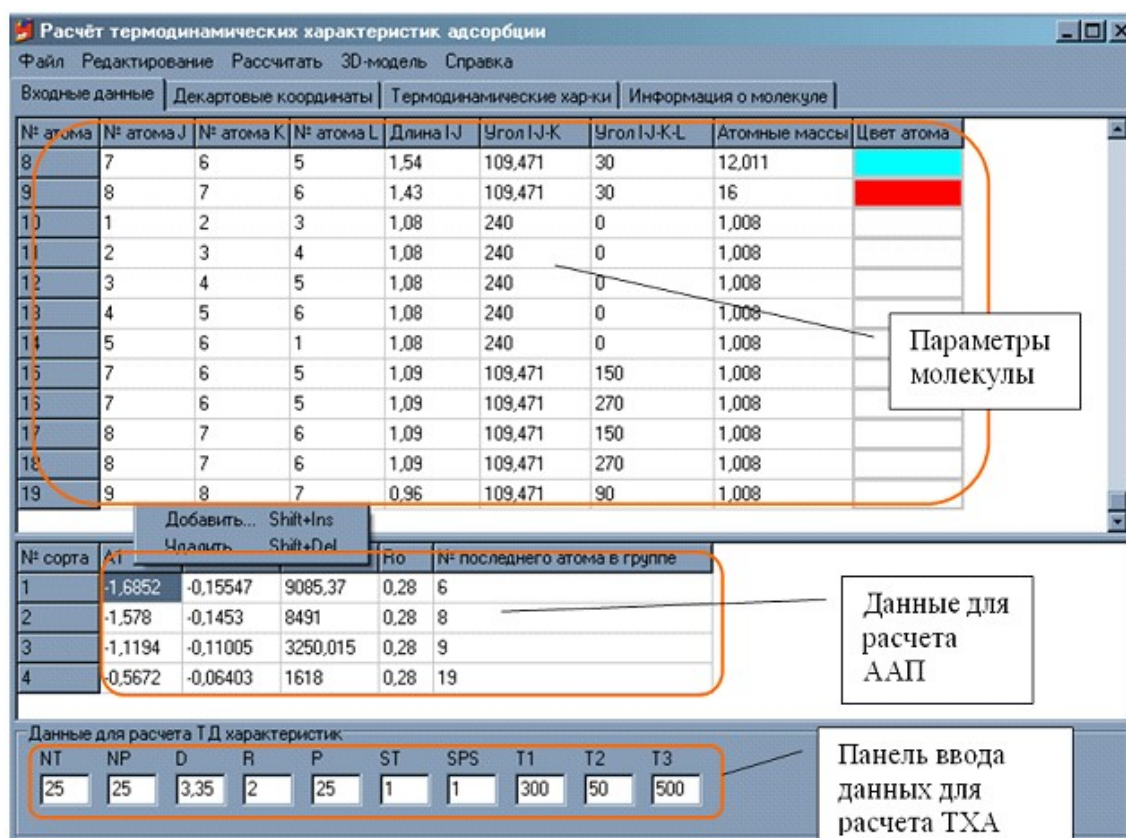 Расчёт термодинамических характеристик адсорбции
Файл Редактирование Рассчитать 3D-модель Справка
Входные данные Декартовые координаты Термодинамические хар-ки Информация о молекуле
№ атома № атома J № атома K № атома L Длина I-J Угол I-J-K Угол I-J-K-L Атомные массы Цвет атома
8 7 6 5 1,54 109,471 30 12,011
9 8 7 6 1,43 109,471 30 16
10 1 2 3 1,08 240 0 1,008
11 2 3 4 1,08 240 0 1,008
12 3 4 5 1,08 240 0 1,008
13 4 5 6 1,08 240 0 1,008
14 5 6 1 1,08 240 0 1,008
15 7 6 5 1,09 109,471 150 1,008
16 7 6 5 1,09 109,471 270 1,008
17 8 7 6 1,09 109,471 150 1,008
18 8 7 6 1,09 109,471 270 1,008
19 9 8 7 0,96 109,471 90 1,008
Параметры
молекулы
Добавить... Shift+Ins
Удалить Shift+Del
№ сорта A1 Ro № последнего атома в группе
1 -1,6852 -0,15547 9085,37 0,28 6
2 -1,578 -0,1453 8491 0,28 8
3 -1,1194 -0,11005 3250,015 0,28 9
4 -0,5672 -0,06403 1618 0,28 19
Данные для
расчета
ААП
Данные для расчета ТД характеристик
NT NP D R P ST SPS T1 T2 T3
25 25 3,35 2 25 1 1 300 50 500
Панель ввода
данных для
расчета ТХА